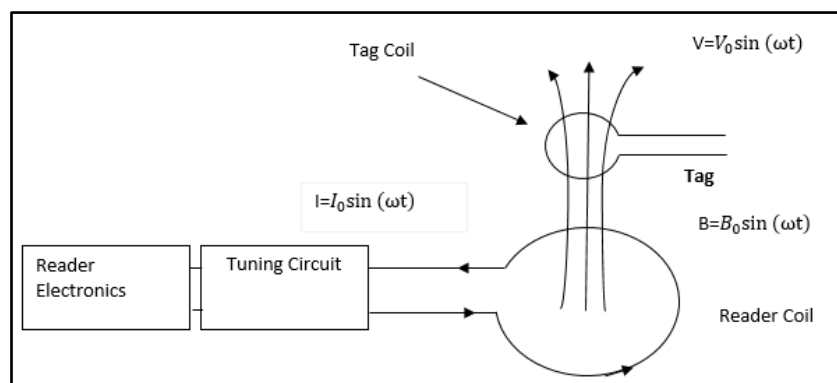 V=V₀sin (ωt)
Tag Coil
Tag
I=I₀sin (ωt)
B=B₀sin (ωt)
Reader
Electronics
Tuning Circuit
Reader Coil